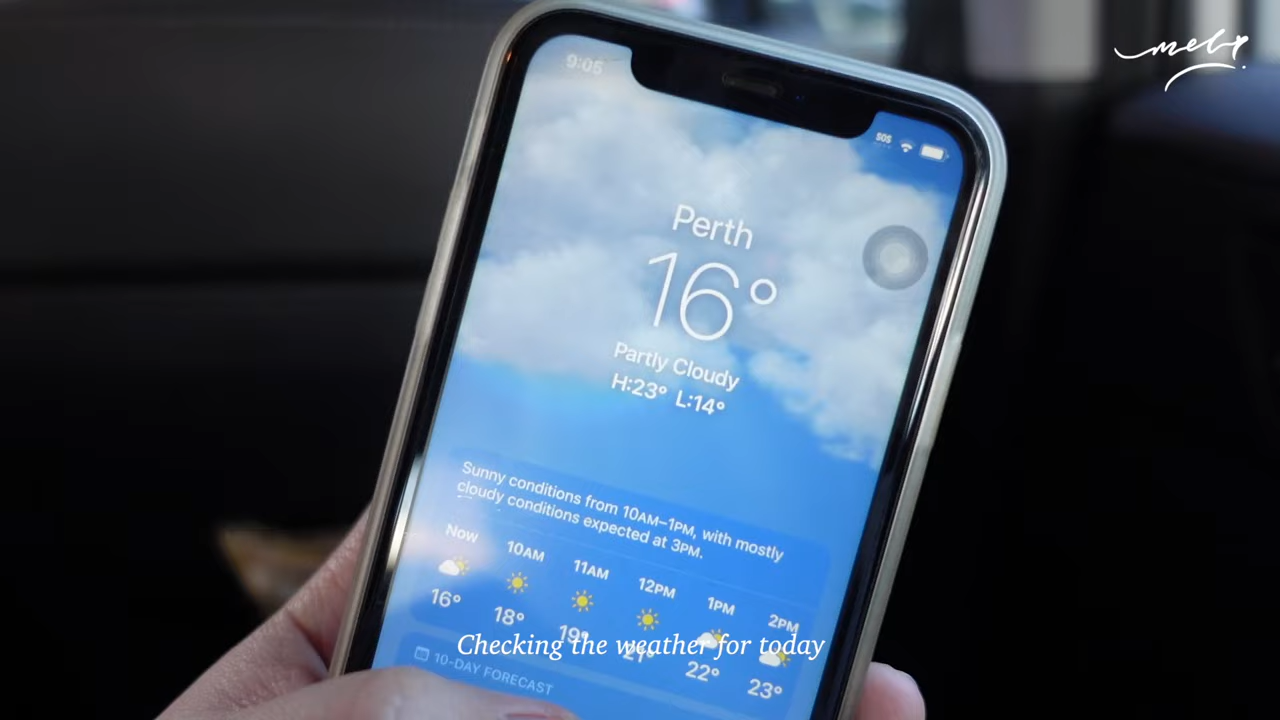 mely.
9:05
SOS
Perth
16°
Partly Cloudy
H:23° L:14°
Sunny conditions from 10AM–1PM, with mostly
cloudy conditions expected at 3PM.
Now 10AM 11AM 12PM 1PM 2PM
16° 18° 19° 21° 22° 23°
Checking the weather for today
10-DAY FORECAST